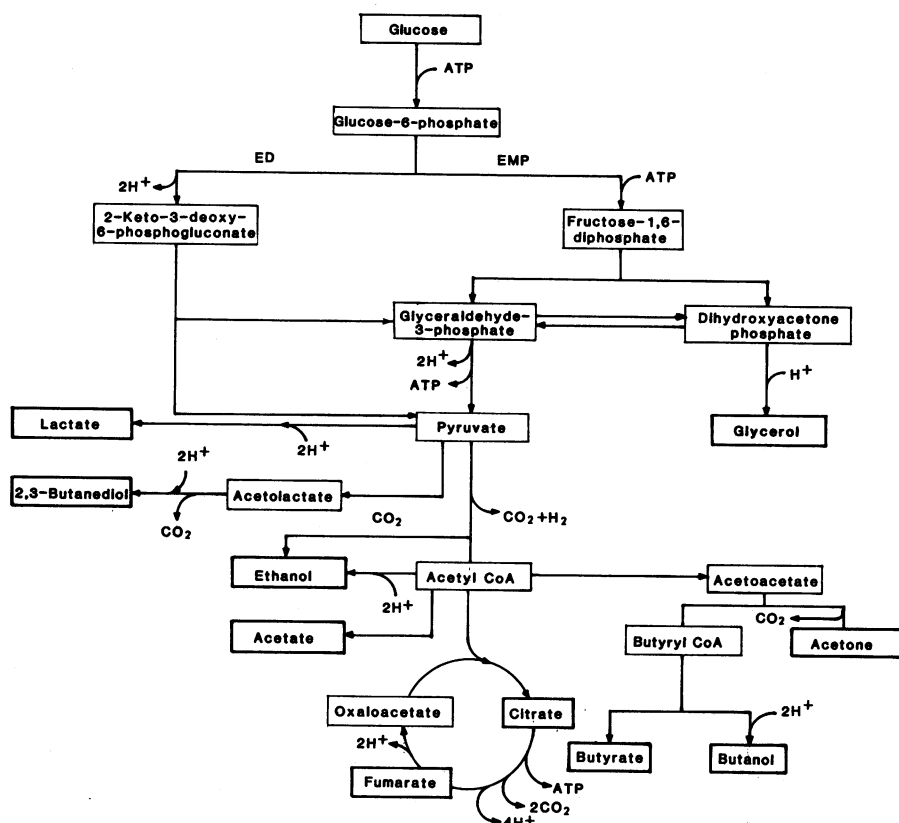 Glucose
ATP
Glucose-6-phosphate
ED
EMP
2H+
ATP
2-Keto-3-deoxy-
6-phosphogluconate
Fructose-1,6-
diphosphate
Glyceraldehyde-
3-phosphate
Dihydroxyacetone
phosphate
2H+
ATP
H+
Lactate
2H+
Pyruvate
Glycerol
2H+
2,3-Butanediol
Acetolactate
CO2
CO2
CO2+H2
Ethanol
2H+
Acetyl CoA
Acetoacetate
CO2
Acetate
Butyryl CoA
Acetone
Oxaloacetate
Citrate
2H+
2H+
Fumarate
Butyrate
Butanol
ATP
2CO2
4H+